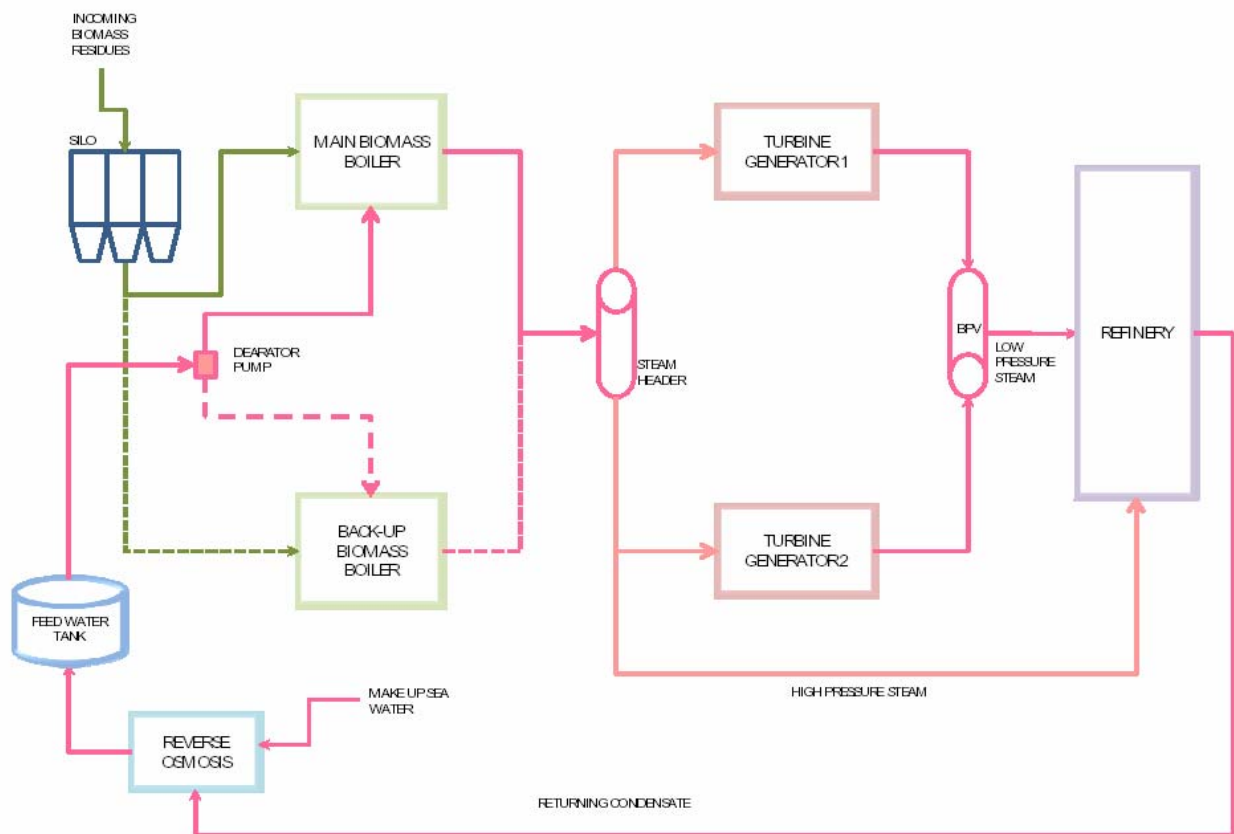 INCOMING
BIOMASS
RESIDUES
SILO
MAIN BIOMASS
BOILER
TURBINE
GENERATOR 1
DEARATOR
PUMP
STEAM
HEADER
BPV
LOW
PRESSURE
STEAM
REFINERY
BACK-UP
BIOMASS
BOILER
TURBINE
GENERATOR 2
FEED WATER
TANK
HIGH PRESSURE STEAM
MAKE UP SEA
WATER
REVERSE
OSMOSIS
RETURNING CONDENSATE